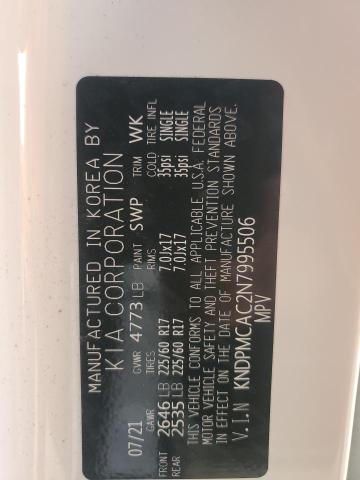 MANUFACTURED IN KOREA BY
KIA CORPORATION
07/21 GVWR 4773 LB PAINT SWP TRIM WK
GAWR TIRES RIMS COLD TIRE INFL
FRONT 2646 LB 225/60 R17 7.0JX17 35psi SINGLE
REAR 2535 LB 225/60 R17 7.0JX17 35psi SINGLE
THIS VEHICLE CONFORMS TO ALL APPLICABLE U.S.A. FEDERAL
MOTOR VEHICLE SAFETY AND THEFT PREVENTION STANDARDS
IN EFFECT ON THE DATE OF MANUFACTURE SHOWN ABOVE.
V.I.N KNDPMCAC2N7995506
MPV